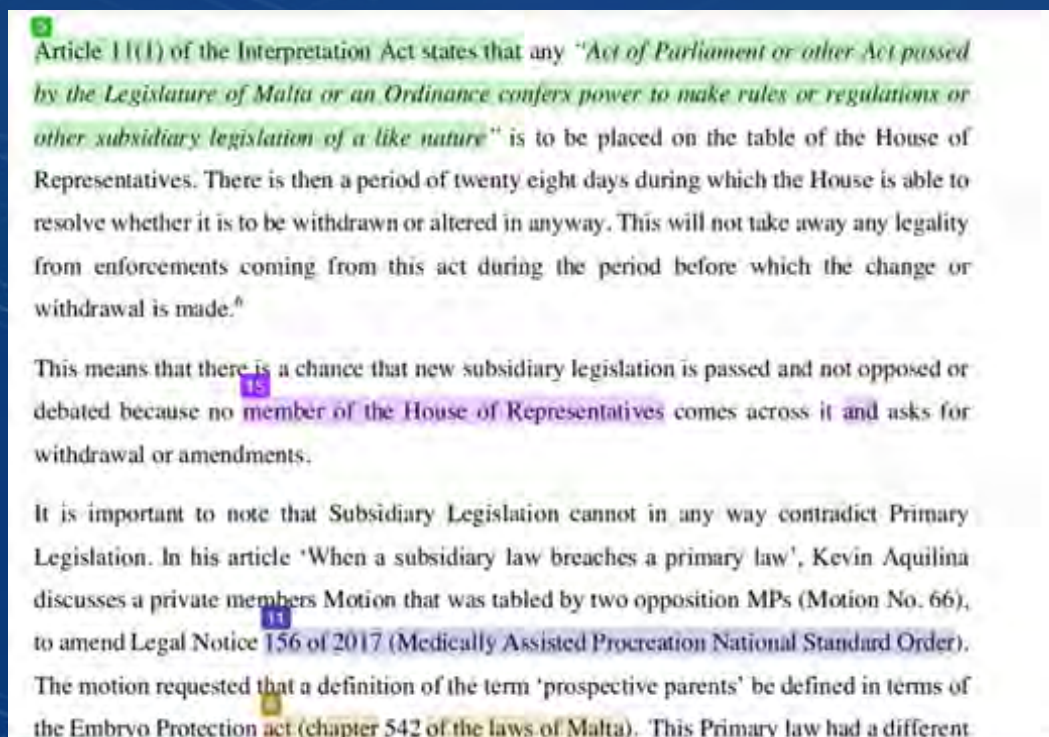 5
Article 11(1) of the Interpretation Act states that any "Act of Parliament or other Act passed
by the Legislature of Malta or an Ordinance confers power to make rules or regulations or
other subsidiary legislation of a like nature" is to be placed on the table of the House of
Representatives. There is then a period of twenty eight days during which the House is able to
resolve whether it is to be withdrawn or altered in anyway. This will not take away any legality
from enforcements coming from this act during the period before which the change or
withdrawal is made.6
This means that there is a chance that new subsidiary legislation is passed and not opposed or
15
debated because no member of the House of Representatives comes across it and asks for
withdrawal or amendments.
It is important to note that Subsidiary Legislation cannot in any way contradict Primary
Legislation. In his article 'When a subsidiary law breaches a primary law', Kevin Aquilina
discusses a private members Motion that was tabled by two opposition MPs (Motion No. 66),
11
to amend Legal Notice 156 of 2017 (Medically Assisted Procreation National Standard Order).
The motion requested that a definition of the term 'prospective parents' be defined in terms of
the Embryo Protection act (chapter 542 of the laws of Malta). This Primary law had a different